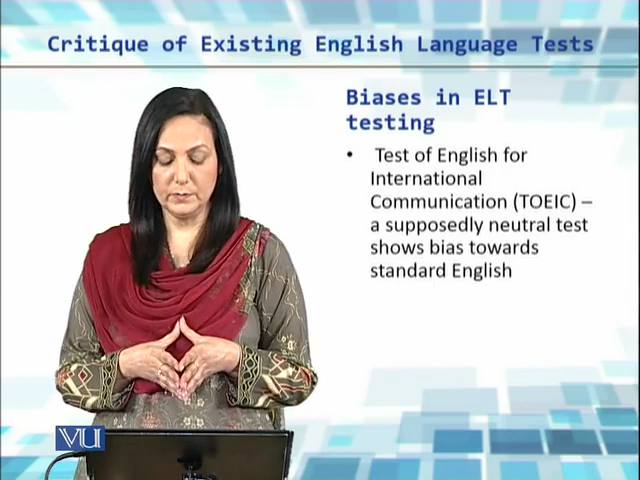 Critique of Existing English Language Tests
Biases in ELT
testing
• Test of English for
International
Communication (TOEIC) –
a supposedly neutral test
shows bias towards
standard English
VU